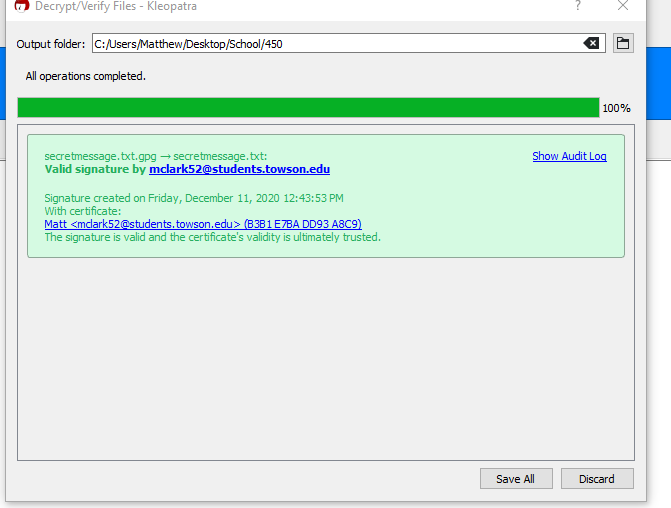 Decrypt/Verify Files - Kleopatra
Output folder: C:/Users/Matthew/Desktop/School/450
All operations completed.
100%
secretmessage.txt.gpg → secretmessage.txt: Show Audit Log
Valid signature by mclark52@students.towson.edu
Signature created on Friday, December 11, 2020 12:43:53 PM
With certificate:
Matt <mclark52@students.towson.edu> (B3B1 E7BA DD93 A8C9)
The signature is valid and the certificate's validity is ultimately trusted.
Save All Discard